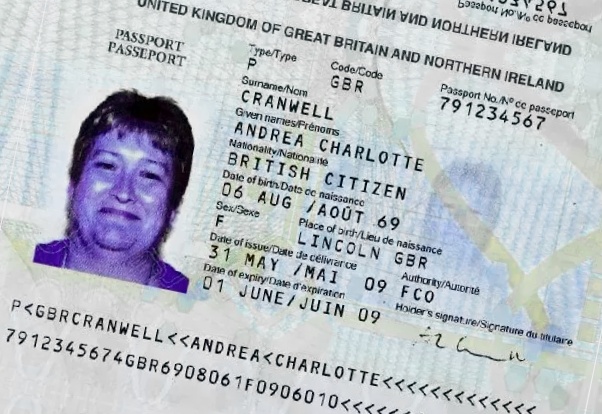 UNITED KINGDOM OF GREAT BRITAIN AND NORTHERN IRELAND
PASSPORT
PASSEPORT
Type/Type
Code/Code
Passport No./Nº cc passeport
P
GBR
791234567
Surname/Nom
CRANWELL
Given names/Prénoms
ANDREA CHARLOTTE
Nationality/Nationalité
BRITISH CITIZEN
Date of birth/Date de naissance
06 AUG /AOÛT 69
Sex/Sexe
Place of birth/Lieu de naissance
F
LINCOLN GBR
Date of issue/Date de délivrance
Authority/Autorité
31 MAY /MAI 09
FCO
Date of expiry/Date d'expiration
Holder's signature/Signature du titulaire
01 JUNE/JUIN 09
P<GBRCRANWELL<<ANDREA<CHARLOTTE<<<<<<<<<<<<<
7912345674GBR6908061F0906010<<<<<